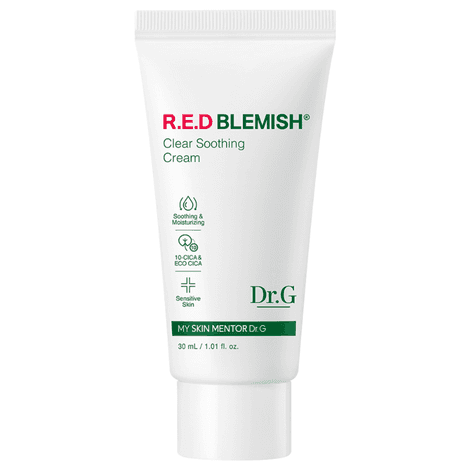 R.E.D BLEMISH®
Clear Soothing
Cream
Soothing &
Moisturizing
10
10-CICA &
ECO CICA
Sensitive
Skin
Dr.G
MY SKIN MENTOR Dr.G
30 mL / 1.01 fl. oz.